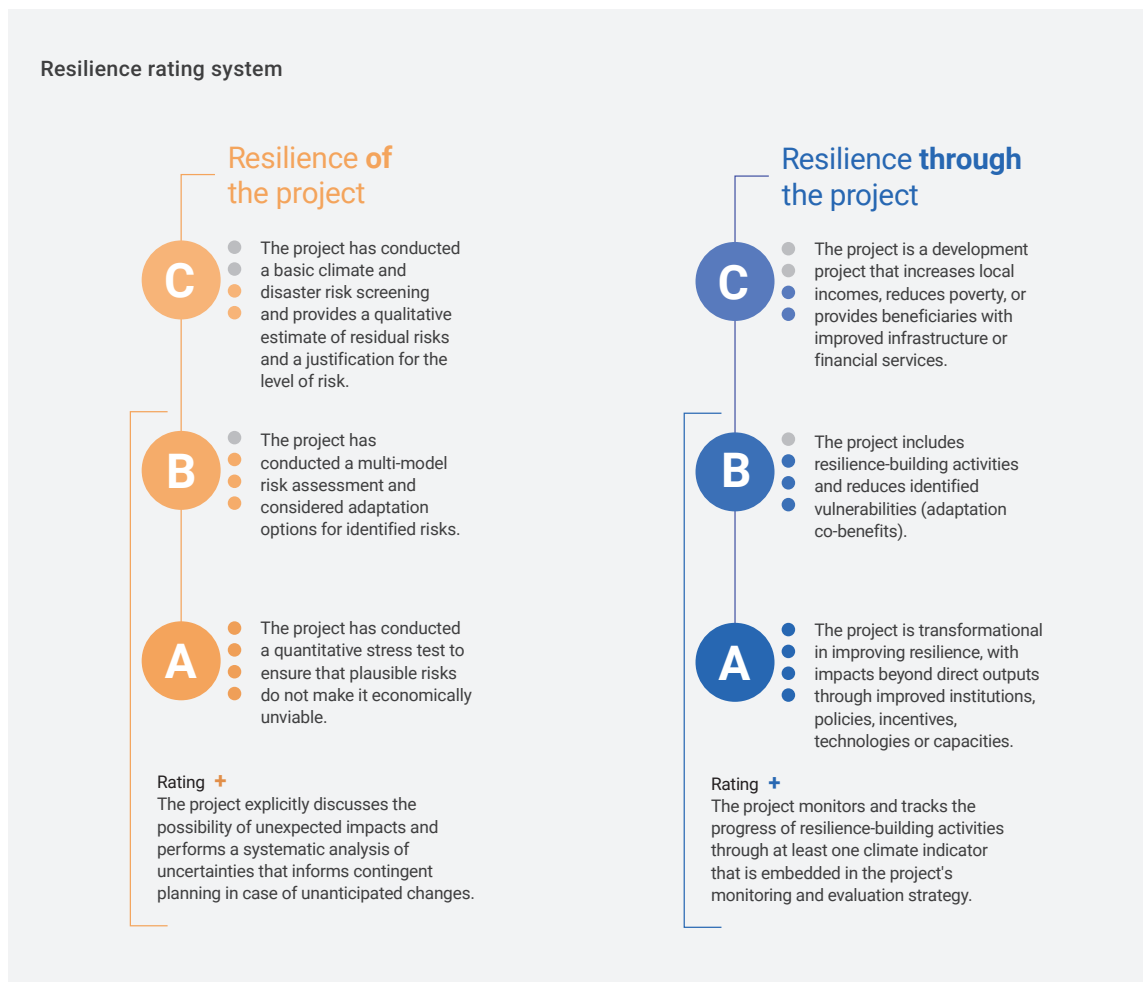 Resilience rating system
Resilience of
the project
C
The project has conducted
a basic climate and
disaster risk screening
and provides a qualitative
estimate of residual risks
and a justification for the
level of risk.
B
The project has
conducted a multi-model
risk assessment and
considered adaptation
options for identified risks.
A
The project has conducted
a quantitative stress test to
ensure that plausible risks
do not make it economically
unviable.
Rating +
The project explicitly discusses the
possibility of unexpected impacts and
performs a systematic analysis of
uncertainties that informs contingent
planning in case of unanticipated changes.
Resilience through
the project
C
The project is a development
project that increases local
incomes, reduces poverty, or
provides beneficiaries with
improved infrastructure or
financial services.
B
The project includes
resilience-building activities
and reduces identified
vulnerabilities (adaptation
co-benefits).
A
The project is transformational
in improving resilience, with
impacts beyond direct outputs
through improved institutions,
policies, incentives,
technologies or capacities.
Rating +
The project monitors and tracks the
progress of resilience-building activities
through at least one climate indicator
that is embedded in the project's
monitoring and evaluation strategy.